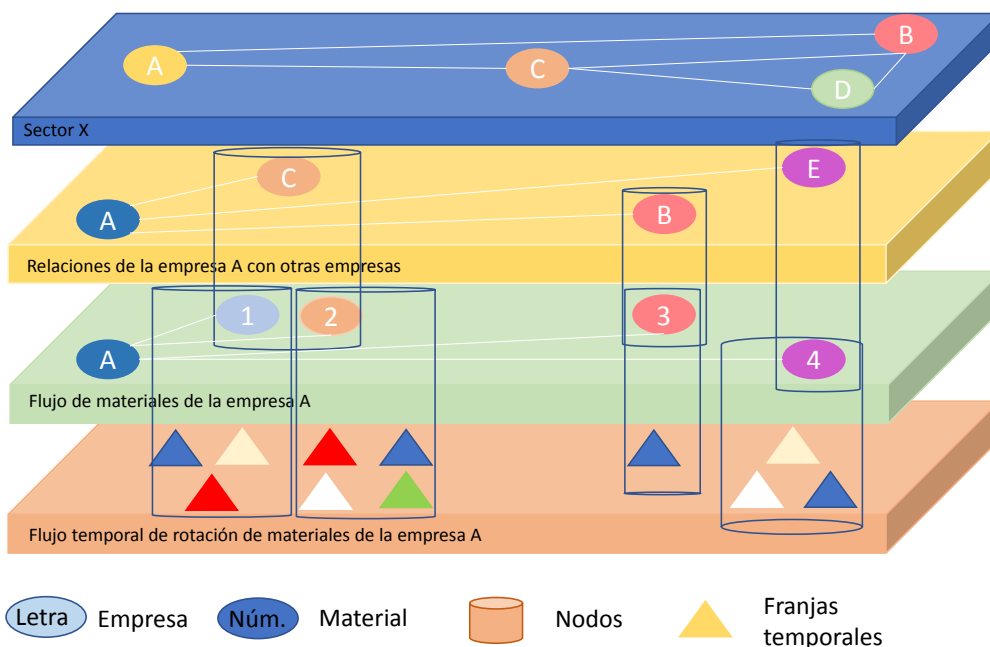 B
A
C
D
Sector X
E
C
A
B
Relaciones de la empresa A con otras empresas
1
2
3
A
4
Flujo de materiales de la empresa A
Flujo temporal de rotación de materiales de la empresa A
Letra
Empresa
Núm.
Material
Nodos
Franjas
temporales